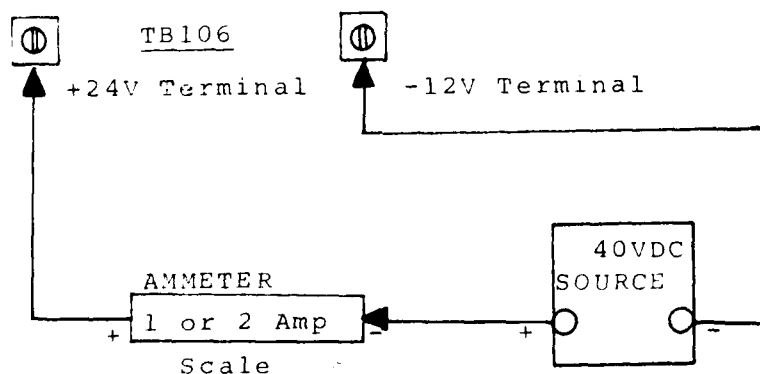 TB106
+24V Terminal
-12V Terminal
40VDC
SOURCE
AMMETER
1 or 2 Amp
+ - + -
Scale